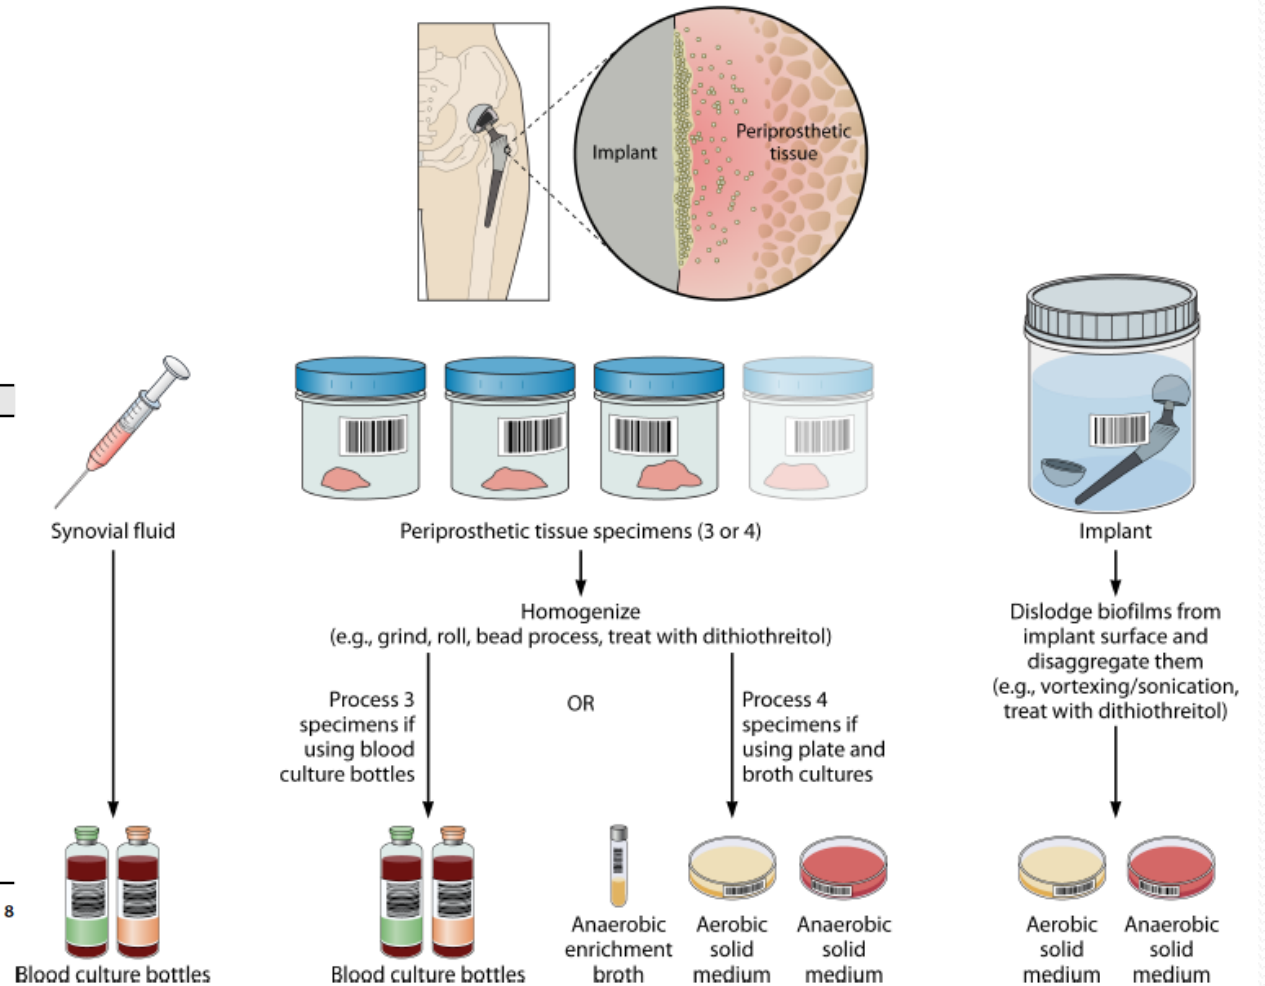 Implant
Periprosthetic
tissue
Synovial fluid
Periprosthetic tissue specimens (3 or 4)
Implant
Homogenize
(e.g., grind, roll, bead process, treat with dithiothreitol)
Dislodge biofilms from
implant surface and
disaggregate them
(e.g., vortexing/sonication,
treat with dithiothreitol)
Process 3
specimens if
using blood
culture bottles
OR
Process 4
specimens if
using plate and
broth cultures
8
Blood culture bottles
Blood culture bottles
Anaerobic
enrichment
broth
Aerobic
solid
medium
Anaerobic
solid
medium
Aerobic
solid
medium
Anaerobic
solid
medium